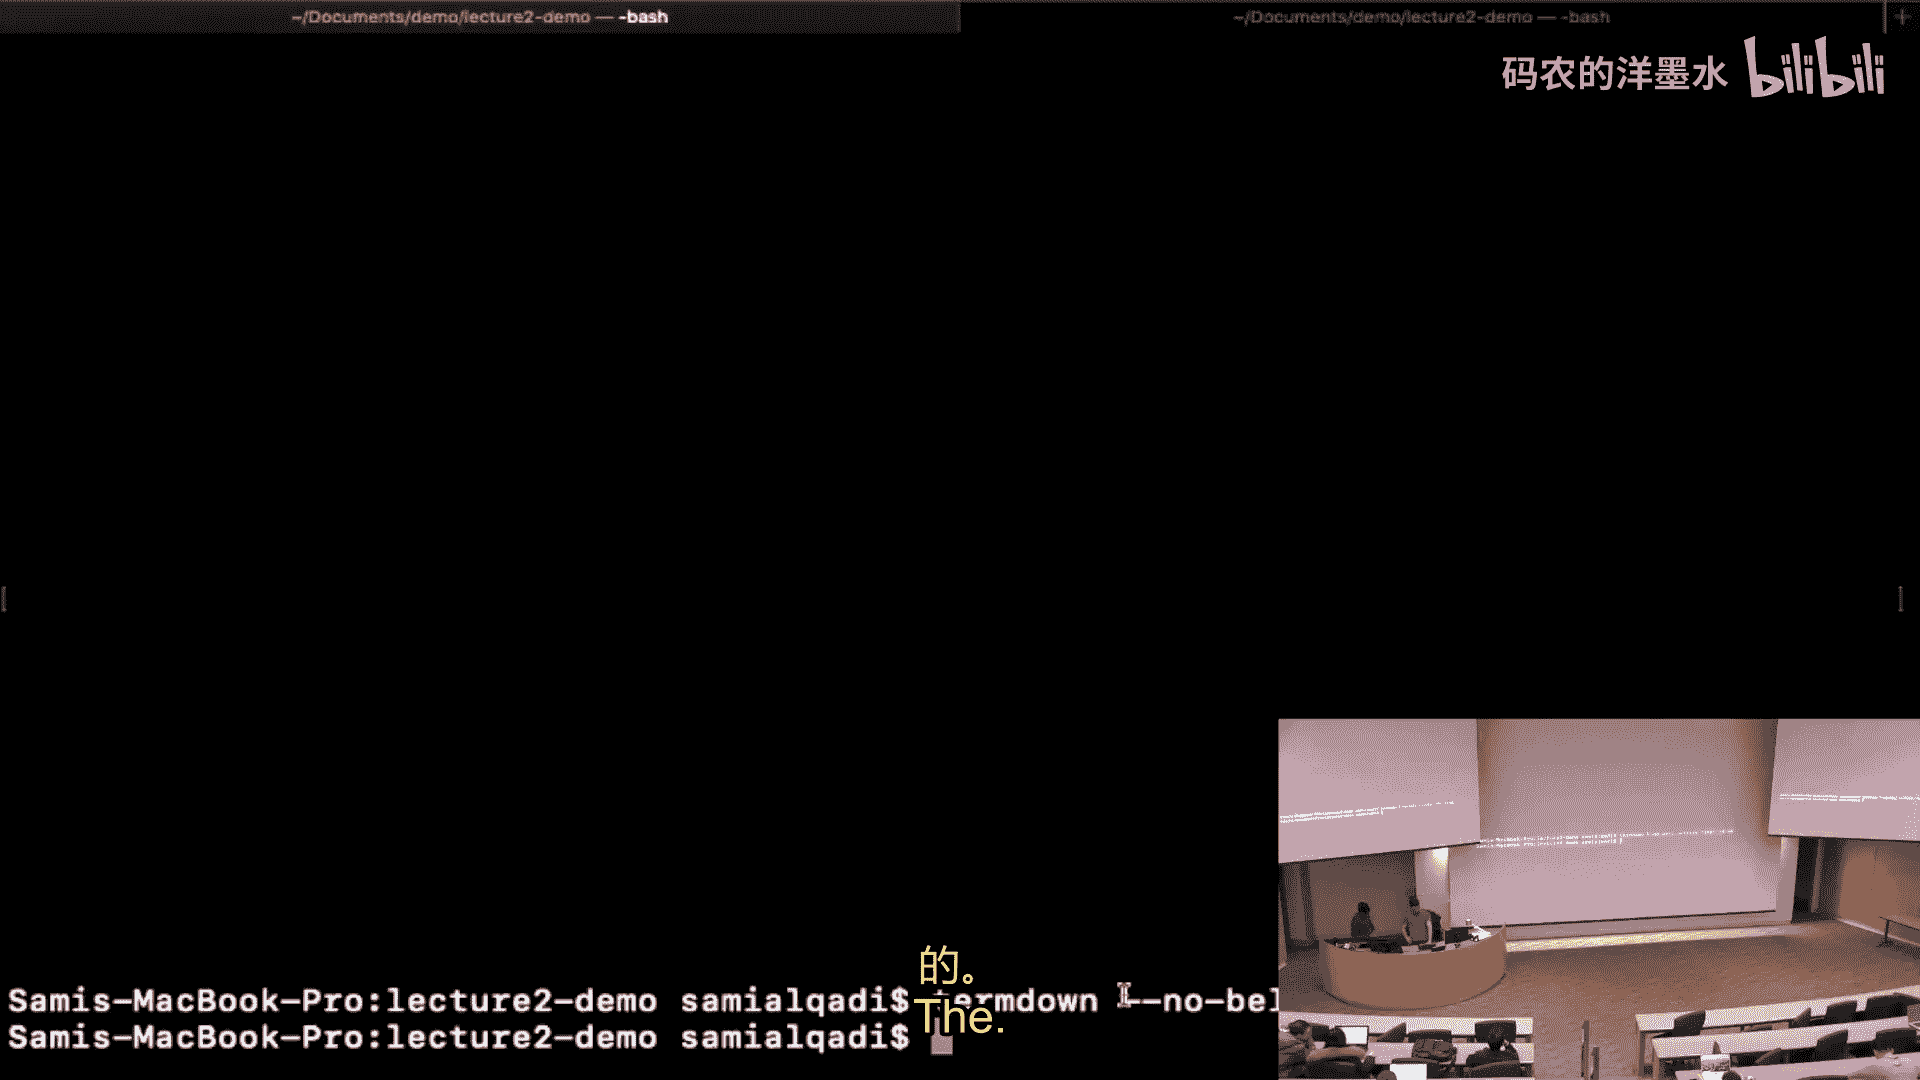 ~/Documents/demo/lecture2-demo — -bash
~/Documents/demo/lecture2-demo — -bash
+
码农的洋墨水 bilibili
的。
Samis-MacBook-Pro:lecture2-demo samialqadi$ termdown --no-bel
The.
Samis-MacBook-Pro:lecture2-demo samialqadi$